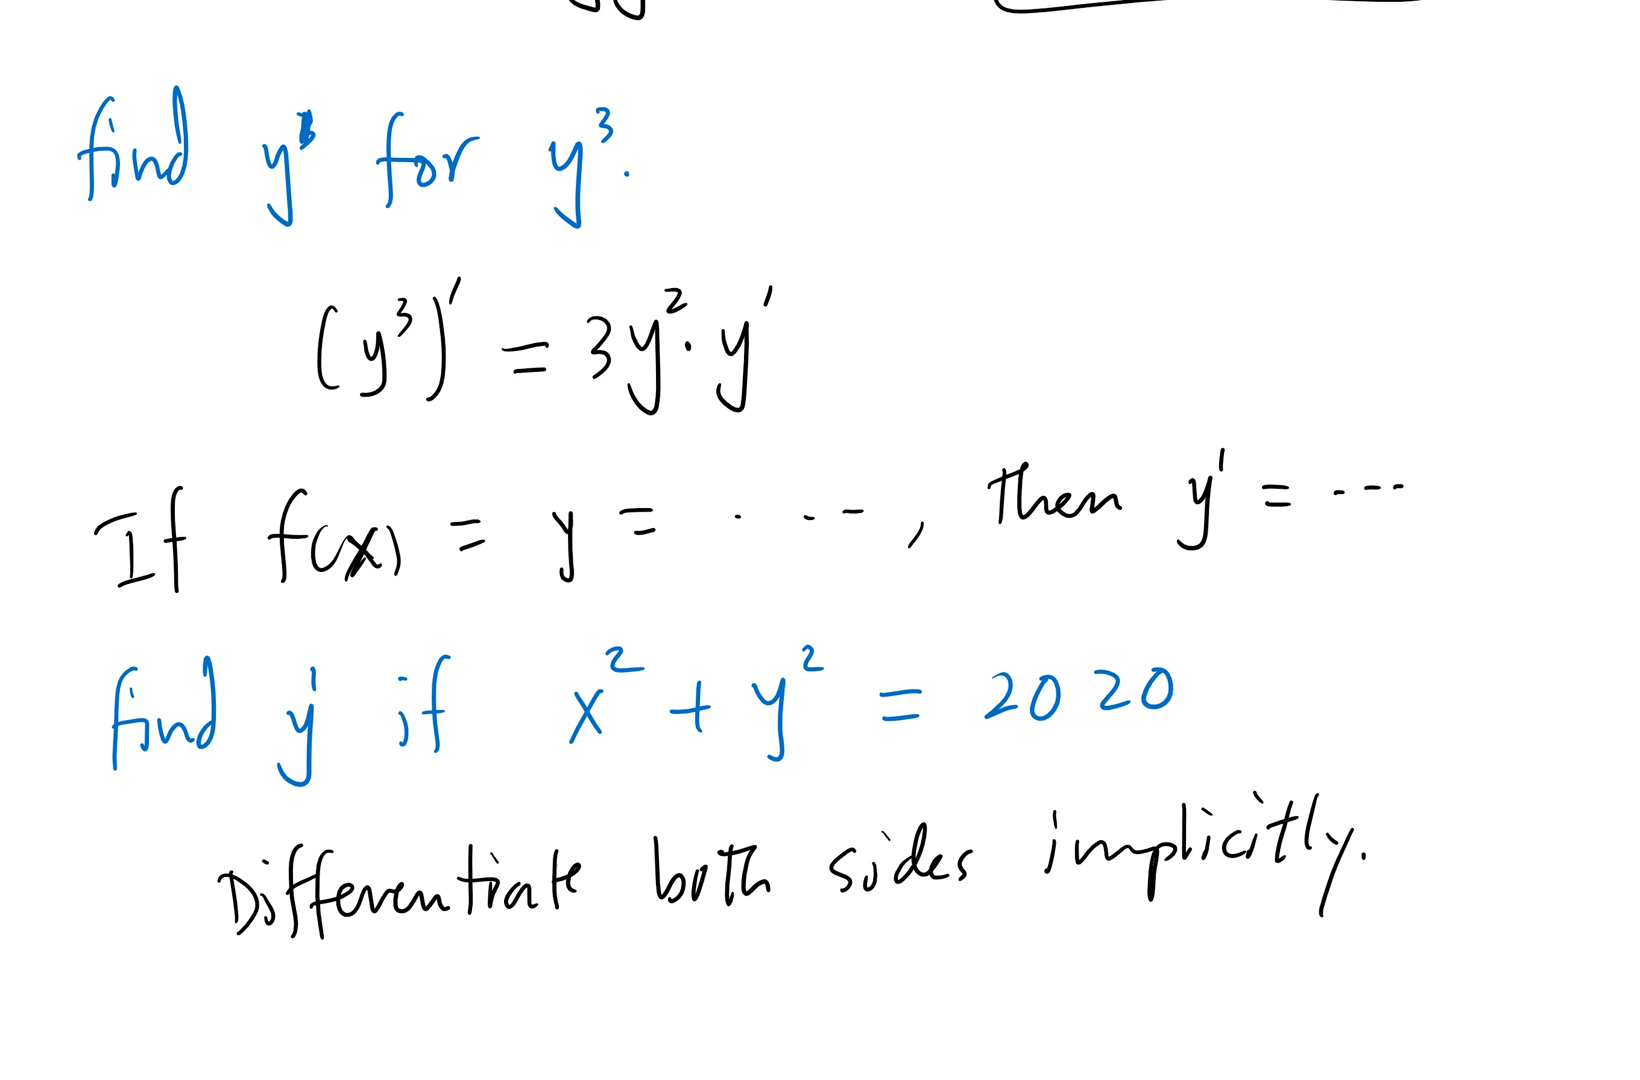 find y' for y³.
(y³)' = 3y² · y'
If f(x) = y = · · - - , then y' = - - - -
find y' if x² + y² = 2020
Differentiate both sides implicitly.